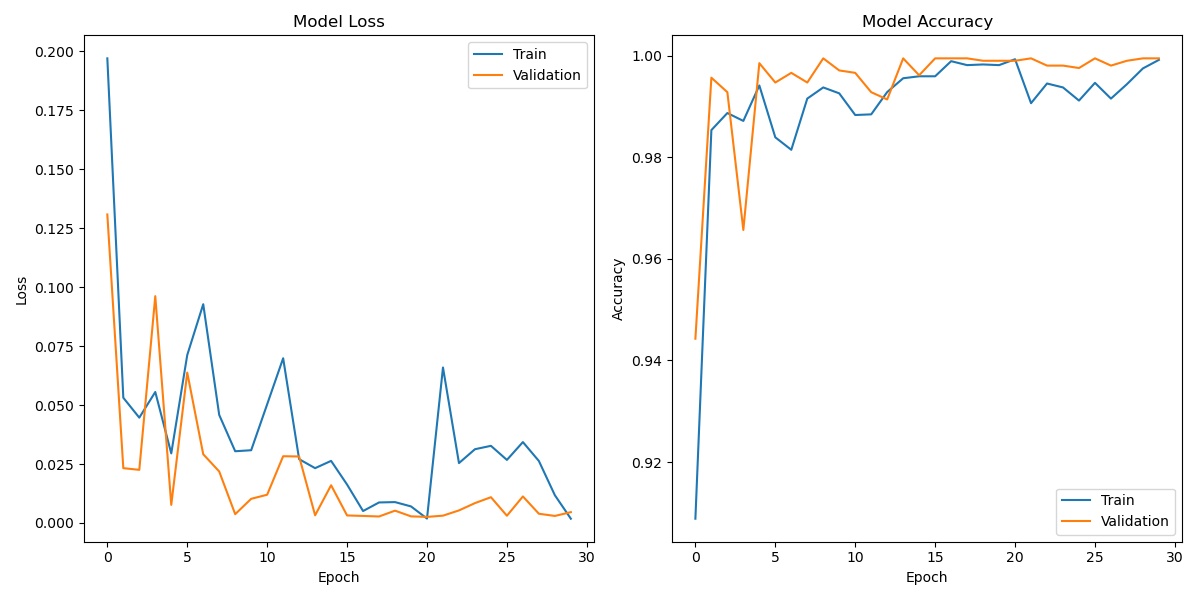 Model Loss
Train
Validation
0.200
0.175
0.150
0.125
0.100
0.075
0.050
0.025
0.000
Loss
0 5 10 15 20 25 30
Epoch
Model Accuracy
1.00
0.98
0.96
0.94
0.92
Accuracy
Train
Validation
0 5 10 15 20 25 30
Epoch